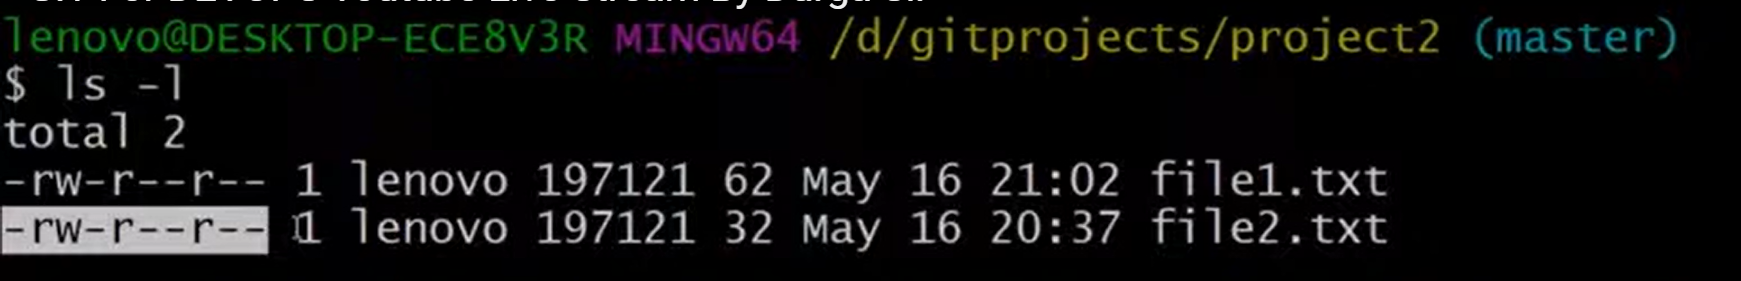 lenovo@DESKTOP-ECE8V3R MINGW64 /d/gitprojects/project2 (master)
$ ls -l
total 2
-rw-r--r-- 1 lenovo 197121 62 May 16 21:02 file1.txt
-rw-r--r-- 1 lenovo 197121 32 May 16 20:37 file2.txt